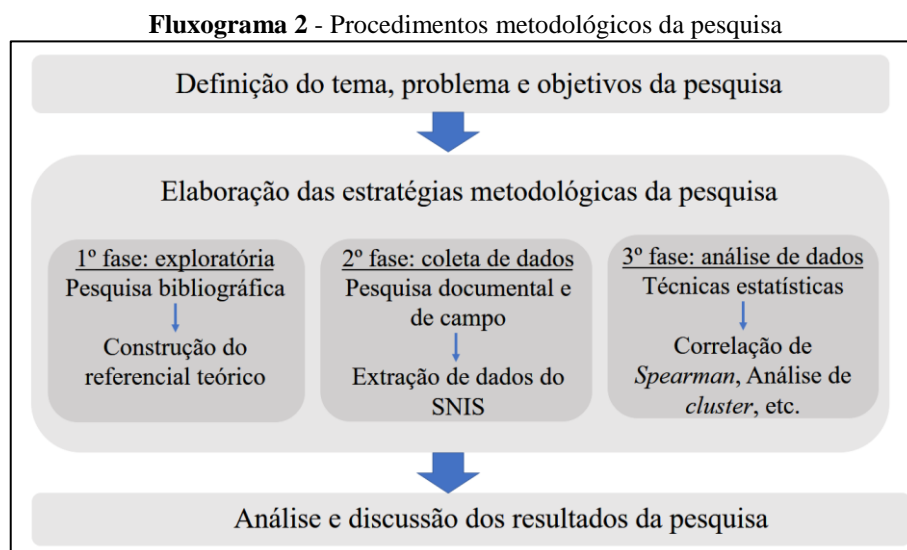 Fluxograma 2 - Procedimentos metodológicos da pesquisa
Definição do tema, problema e objetivos da pesquisa
Elaboração das estratégias metodológicas da pesquisa
1º fase: exploratória
Pesquisa bibliográfica
Construção do
referencial teórico
2º fase: coleta de dados
Pesquisa documental e
de campo
Extração de dados do
SNIS
3º fase: análise de dados
Técnicas estatísticas
Correlação de
Spearman, Análise de
cluster, etc.
Análise e discussão dos resultados da pesquisa